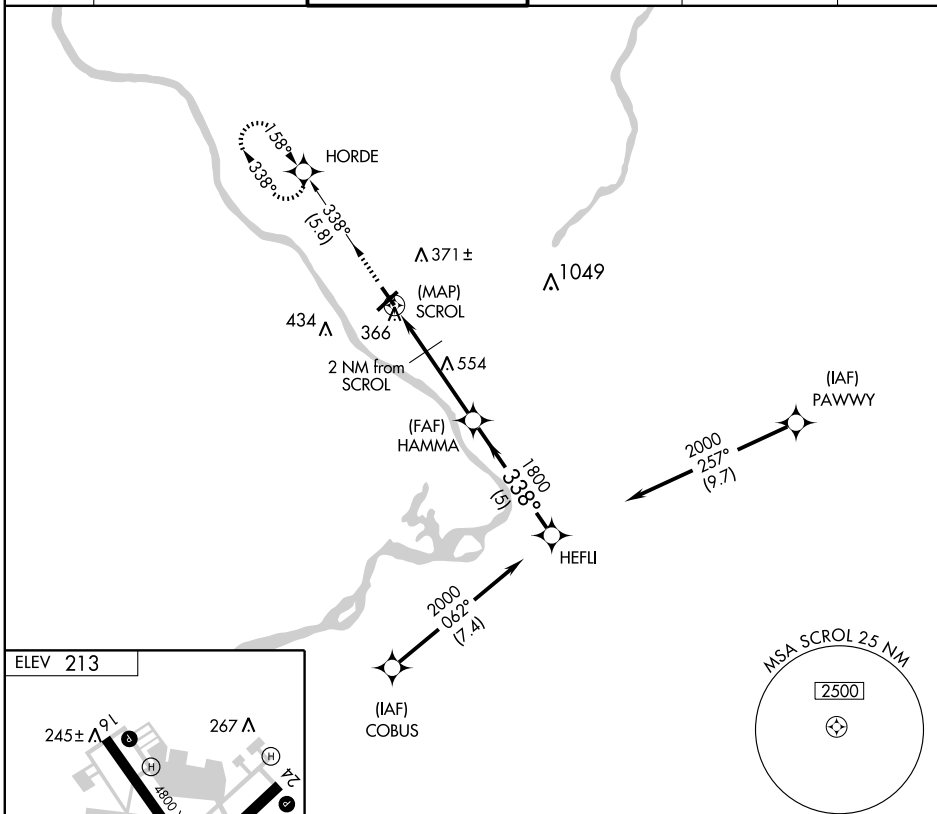 158°
338°
HORDE
338°
(5.8)
371±
1049
(MAP)
SCROL
434
366
2 NM from
SCROL
554
(IAF)
PAWWY
(FAF)
HAMMA
2000
257°
(9.7)
1800
338°
(5)
HEFLI
2000
062°
(7.4)
(IAF)
COBUS
MSA SCROL 25 NM
2500
ELEV 213
16
245±
P
267
H
H
24
4800
P